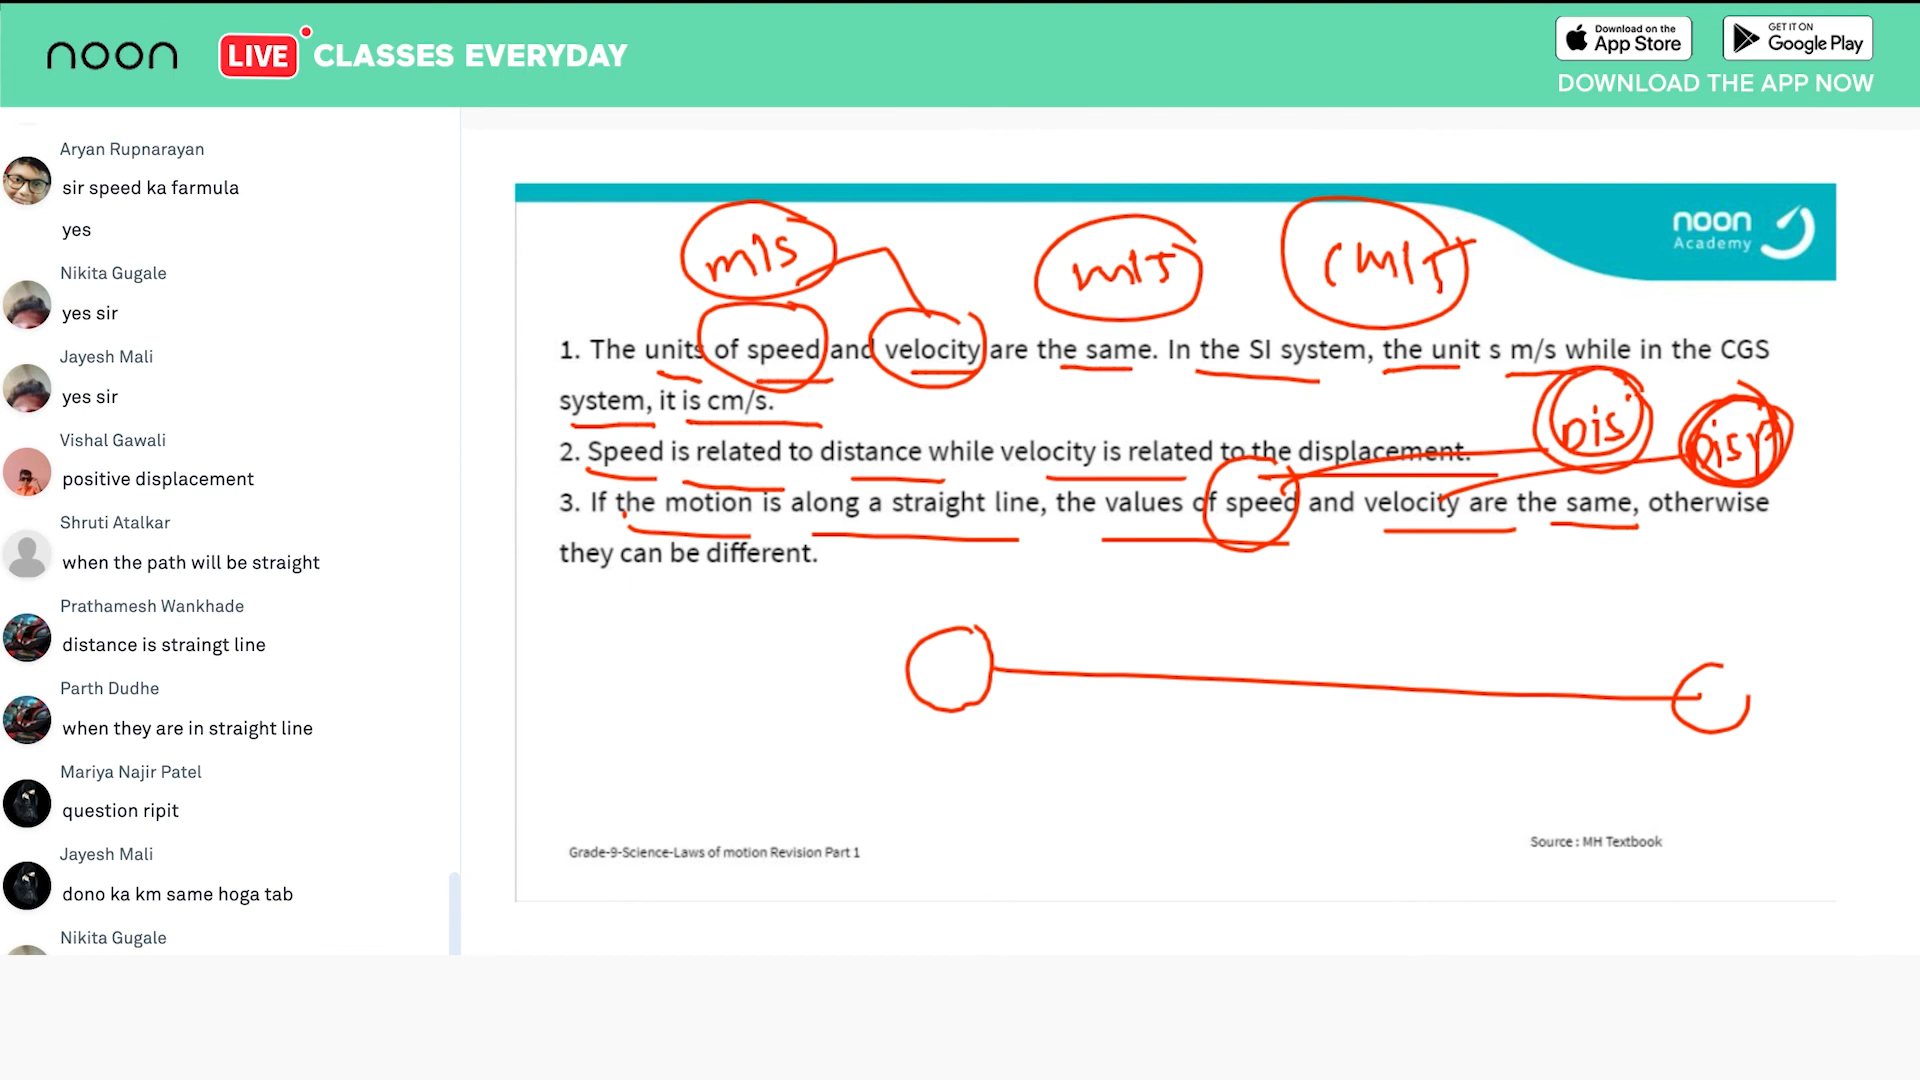 noon LIVE CLASSES EVERYDAY
Download on the App Store
GET IT ON Google Play
DOWNLOAD THE APP NOW
Aryan Rupnarayan
sir speed ka farmula
yes
Nikita Gugale
yes sir
Jayesh Mali
yes sir
Vishal Gawali
positive displacement
Shruti Atalkar
when the path will be straight
Prathamesh Wankhade
distance is straingt line
Parth Dudhe
when they are in straight line
Mariya Najir Patel
question ripit
Jayesh Mali
dono ka km same hoga tab
Nikita Gugale
noon
Academy
m/s m/s cm/s
1. The units of speed and velocity are the same. In the SI system, the unit s m/s while in the CGS
system, it is cm/s.
Dis
2. Speed is related to distance while velocity is related to the displacement.
3. If the motion is along a straight line, the values of speed and velocity are the same, otherwise
they can be different.
Grade-9-Science-Laws of motion Revision Part 1
Source : MH Textbook